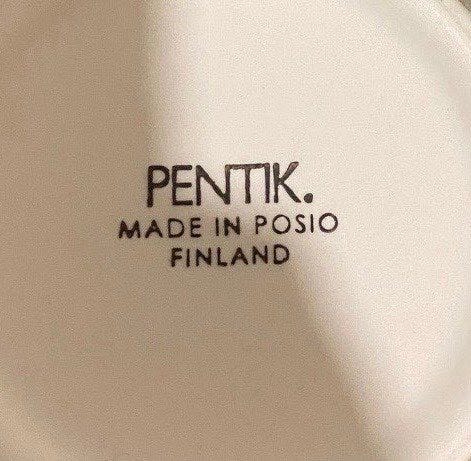 PENTIK.
MADE IN POSIO
FINLAND